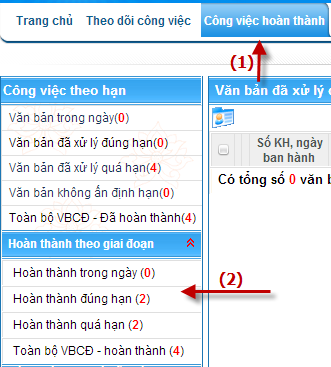 Trang chủ Theo dõi công việc Công việc hoàn thành
(1)
Công việc theo hạn
Văn bản đã xử lý
Văn bản trong ngày(0)
Văn bản đã xử lý đúng hạn(0)
Văn bản đã xử lý quá hạn(4)
Văn bản không ấn định hạn(0)
Toàn bộ VBCĐ - Đã hoàn thành(4)
Số KH, ngày
ban hành
Có tổng số 0 văn
Hoàn thành theo giai đoạn
Hoàn thành trong ngày (0)
Hoàn thành đúng hạn (2)
(2)
Hoàn thành quá hạn (2)
Toàn bộ VBCĐ - hoàn thành (4)